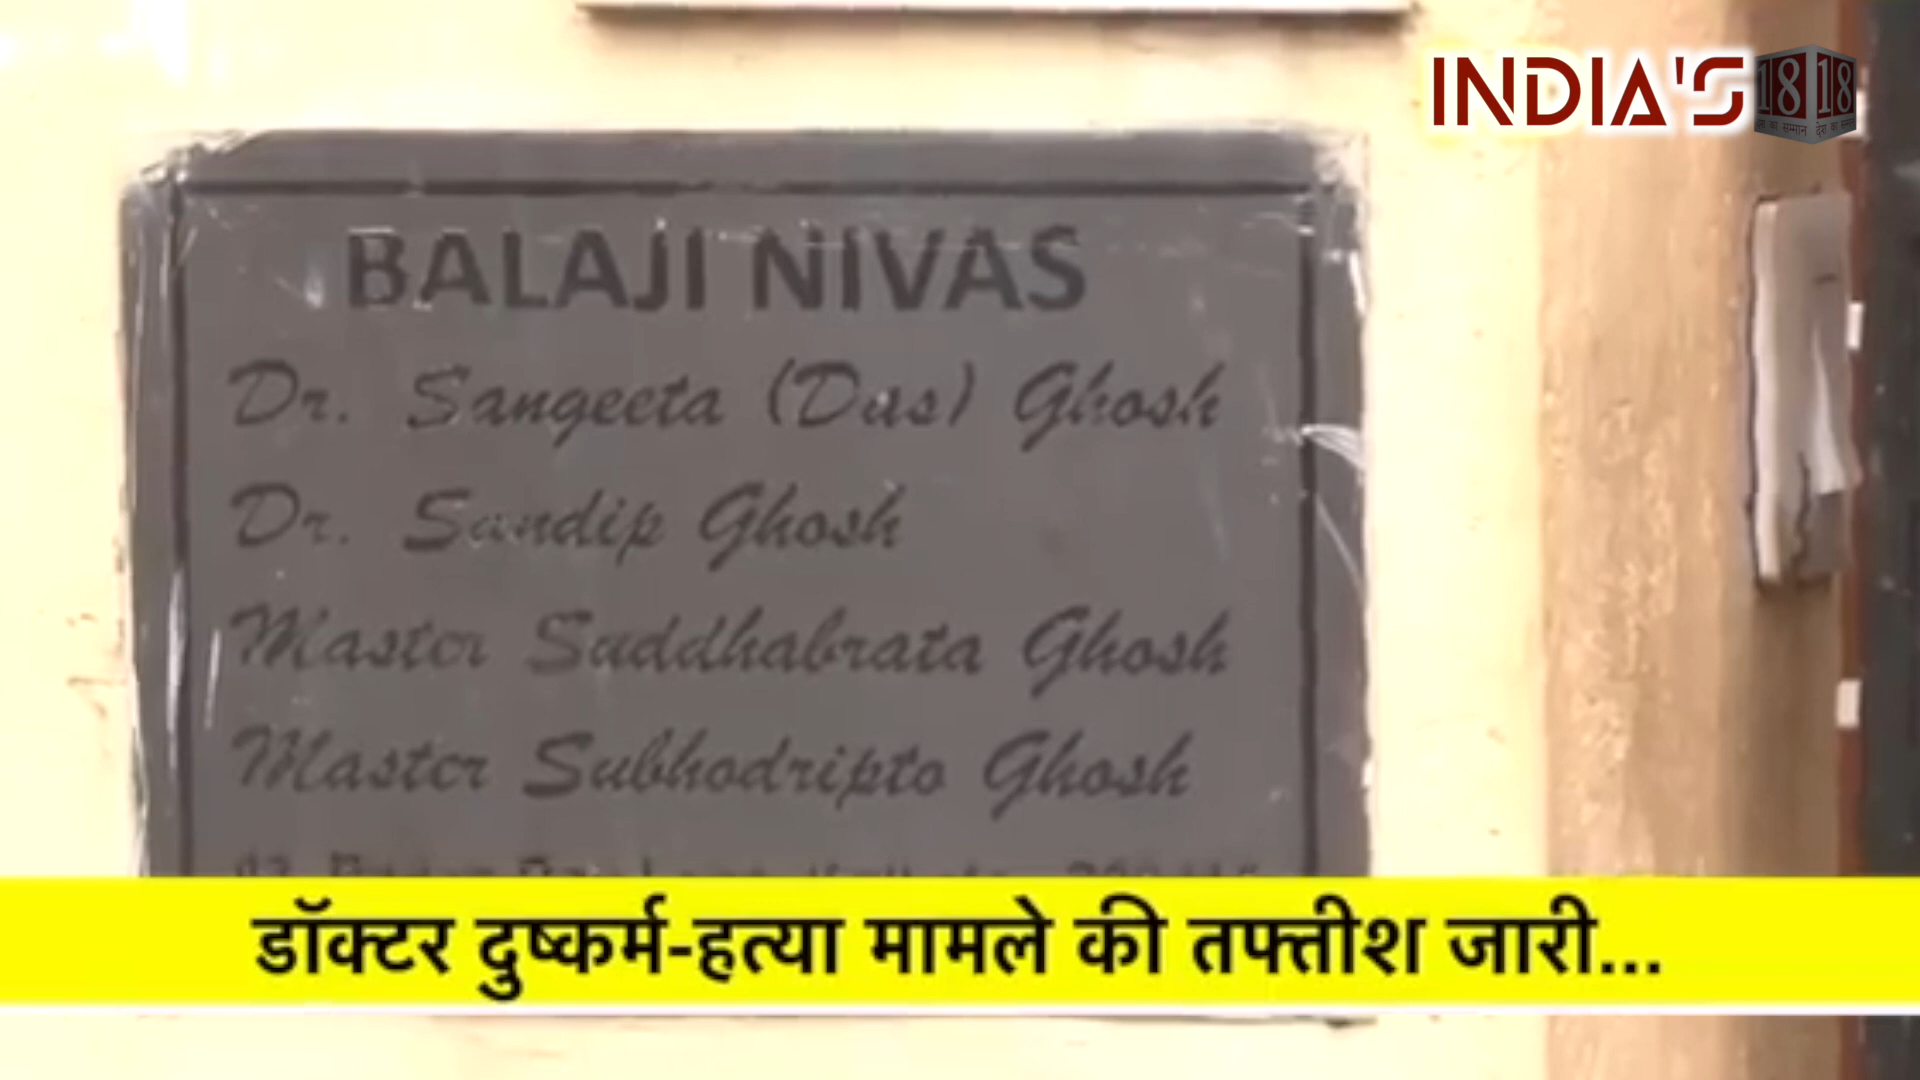 INDIA'S 18 18
BALAJI NIVAS
Dr. Sangeeta (Das) Ghosh
Dr. Sandip Ghosh
Master Suddhabrata Ghosh
Master Subhodripto Ghosh
डॉक्टर दुष्कर्म-हत्या मामले की तफ्तीश जारी...